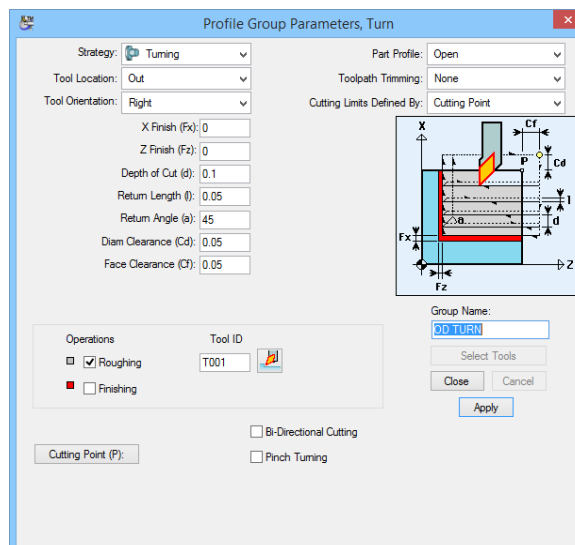 Profile Group Parameters, Turn
Strategy: Turning
Part Profile: Open
Tool Location: Out
Toolpath Trimming: None
Tool Orientation: Right
Cutting Limits Defined By: Cutting Point
X Finish (Fx): 0
Z Finish (Fz): 0
Depth of Cut (d): 0.1
Return Length (l): 0.05
Return Angle (a): 45
Diam Clearance (Cd): 0.05
Face Clearance (Cf): 0.05
X
Cf
P
Cd
l
a
d
Fx
Z
Fz
Group Name:
OD TURN
Operations Tool ID
Roughing T001
Finishing
Select Tools
Close Cancel
Apply
Bi-Directional Cutting
Cutting Point (P):
Pinch Turning